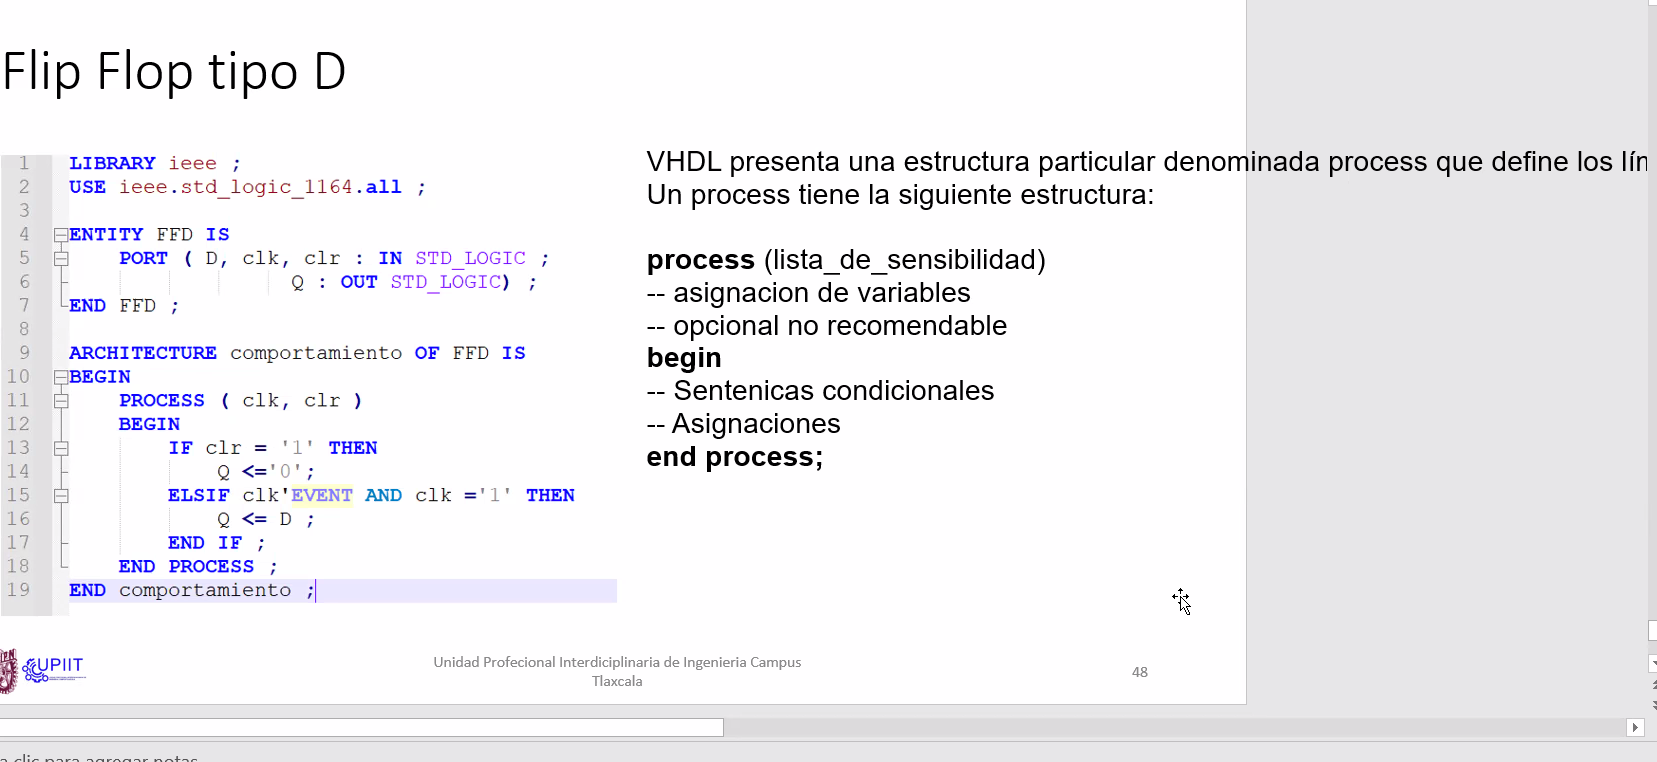 Flip Flop tipo D
1 LIBRARY ieee ;
2 USE ieee.std_logic_1164.all ;
3
4 ENTITY FFD IS
5 PORT ( D, clk, clr : IN STD_LOGIC ;
6 Q : OUT STD_LOGIC) ;
7 END FFD ;
8
9 ARCHITECTURE comportamiento OF FFD IS
10 BEGIN
11 PROCESS ( clk, clr )
12 BEGIN
13 IF clr = '1' THEN
14 Q <='0';
15 ELSIF clk'EVENT AND clk ='1' THEN
16 Q <= D ;
17 END IF ;
18 END PROCESS ;
19 END comportamiento ;
VHDL presenta una estructura particular denominada process que define los
Un process tiene la siguiente estructura:
process (lista_de_sensibilidad)
-- asignacion de variables
-- opcional no recomendable
begin
-- Sentenicas condicionales
-- Asignaciones
end process;
UPIIT
Unidad Profecional Interdiciplinaria de Ingenieria Campus
Tlaxcala
48
clic para agregar notas